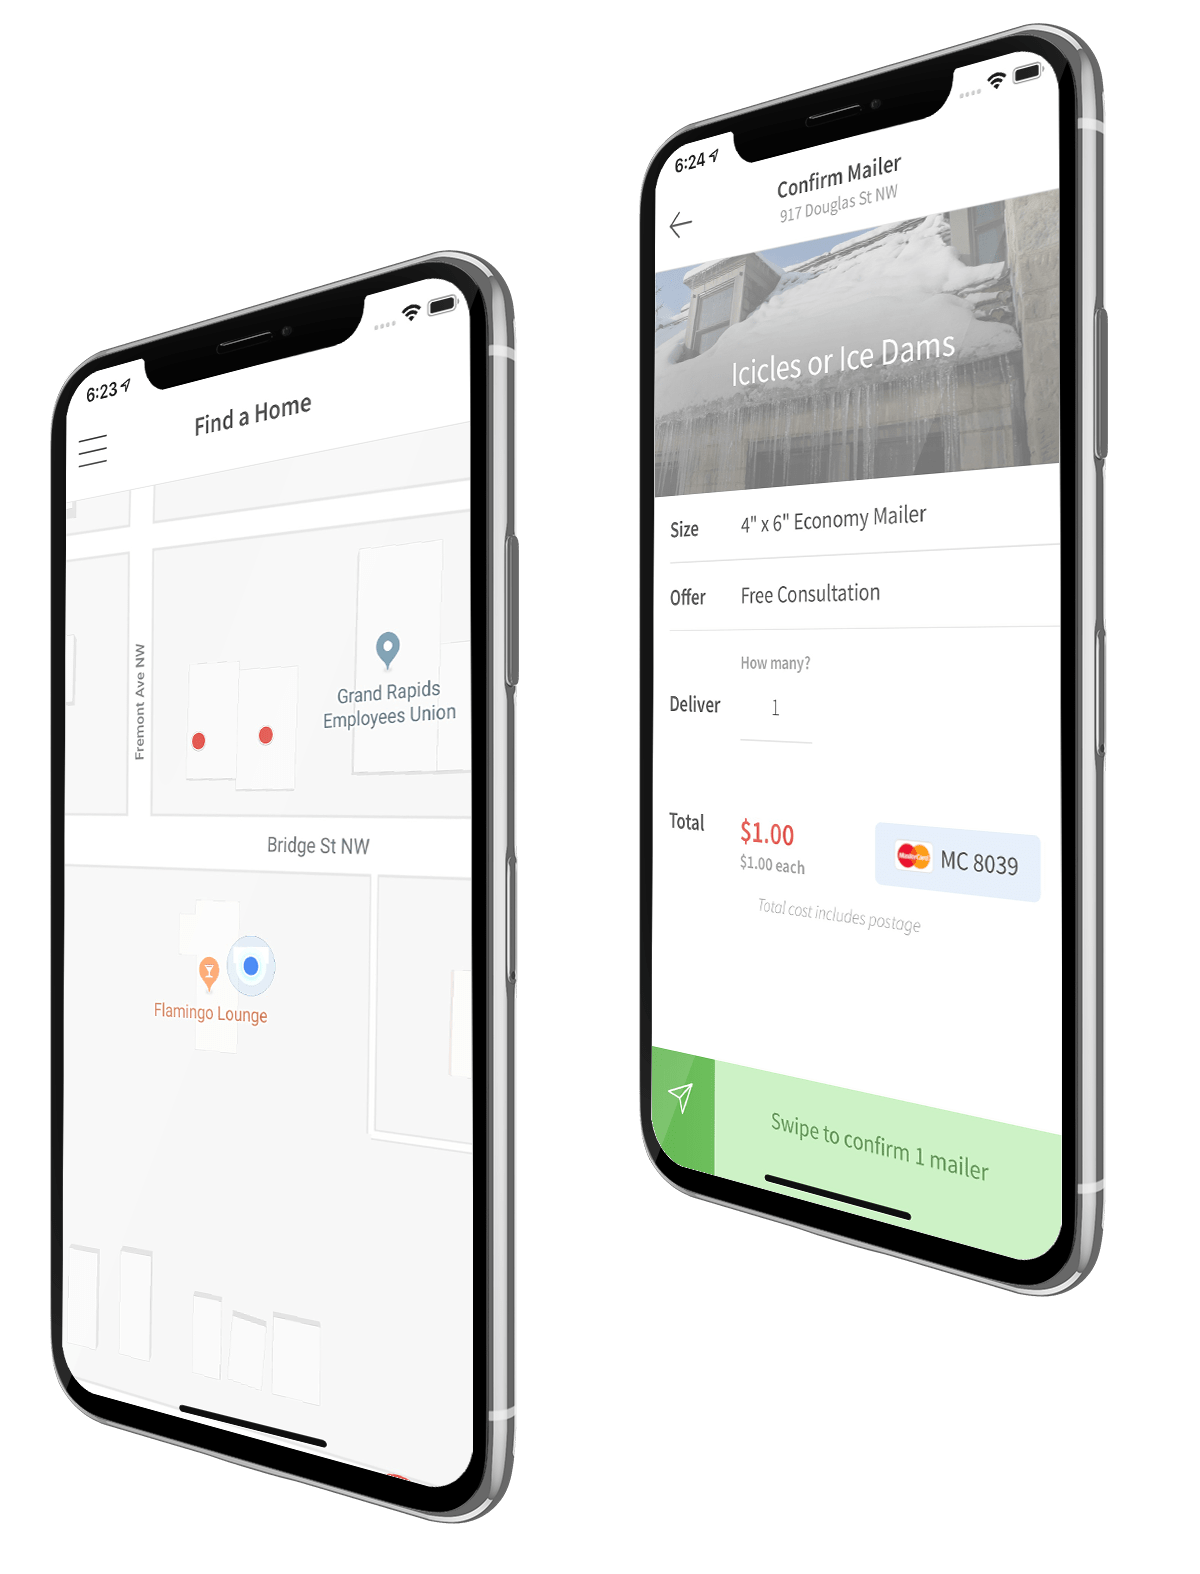 6:23
Find a Home
Fremont Ave NW
Grand Rapids
Employees Union
Bridge St NW
Flamingo Lounge
6:24
Confirm Mailer
917 Douglas St NW
Icicles or Ice Dams
Size 4" x 6" Economy Mailer
Offer Free Consultation
How many?
Deliver 1
Total $1.00
$1.00 each
MasterCard MC 8039
Total cost includes postage
Swipe to confirm 1 mailer